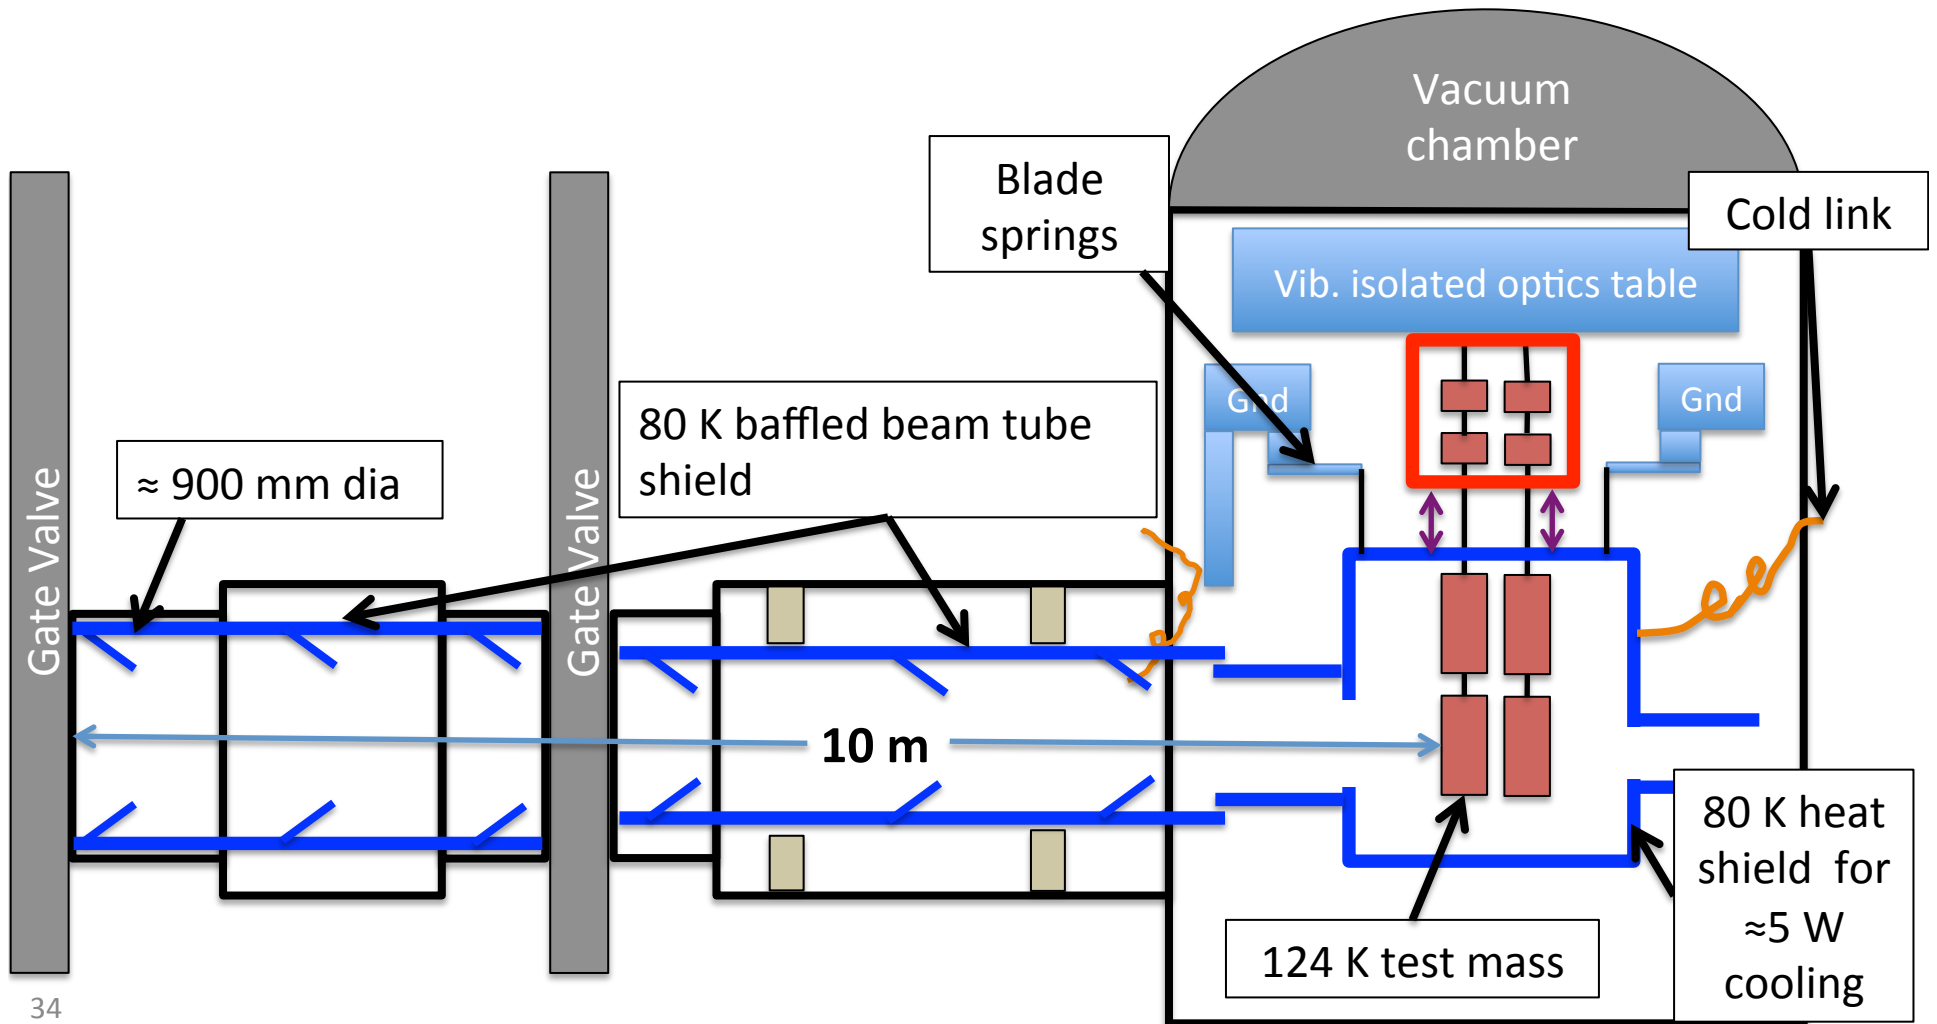 Vacuum
chamber
Blade
springs
Cold link
Vib. isolated optics table
Gnd
Gnd
80 K baffled beam tube
shield
≈ 900 mm dia
Gate Valve
Gate Valve
10 m
80 K heat
shield for
≈5 W
cooling
124 K test mass
34